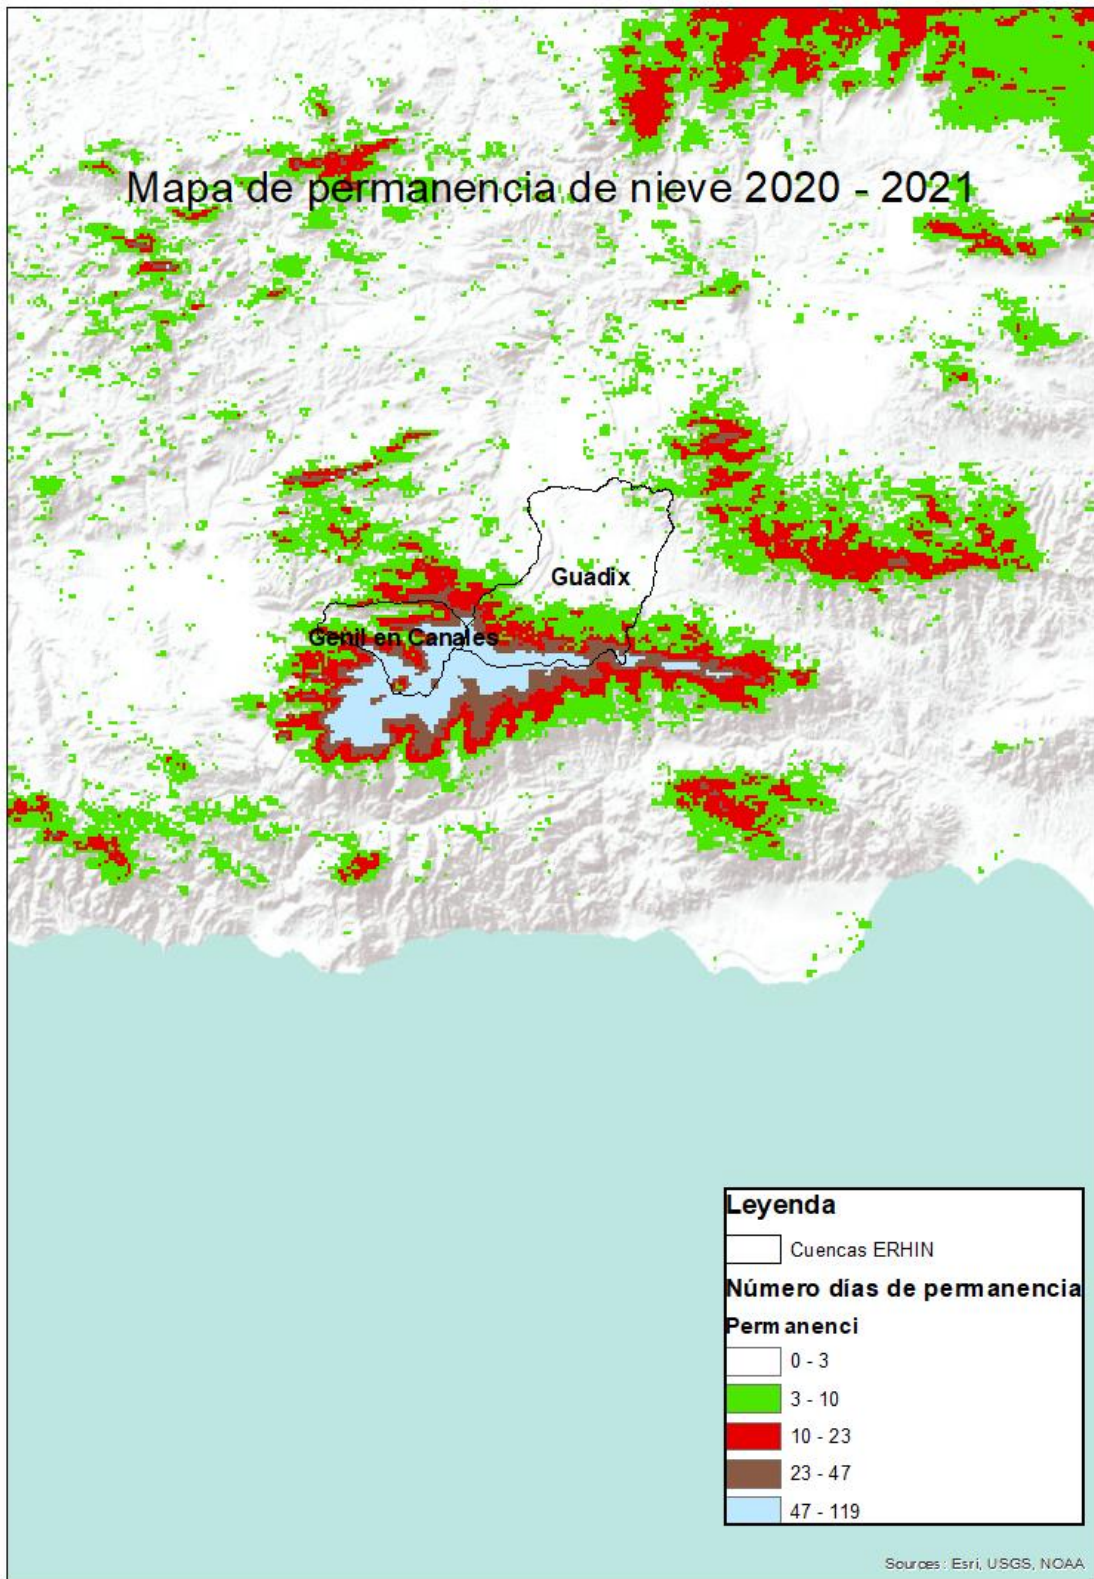 Mapa de permanencia de nieve 2020 - 2021
Guadix
Genil en Canales
Leyenda
Cuencas ERHIN
Número días de permanencia
Permanenci
0 - 3
3 - 10
10 - 23
23 - 47
47 - 119
Sources: Esri, USGS, NOAA